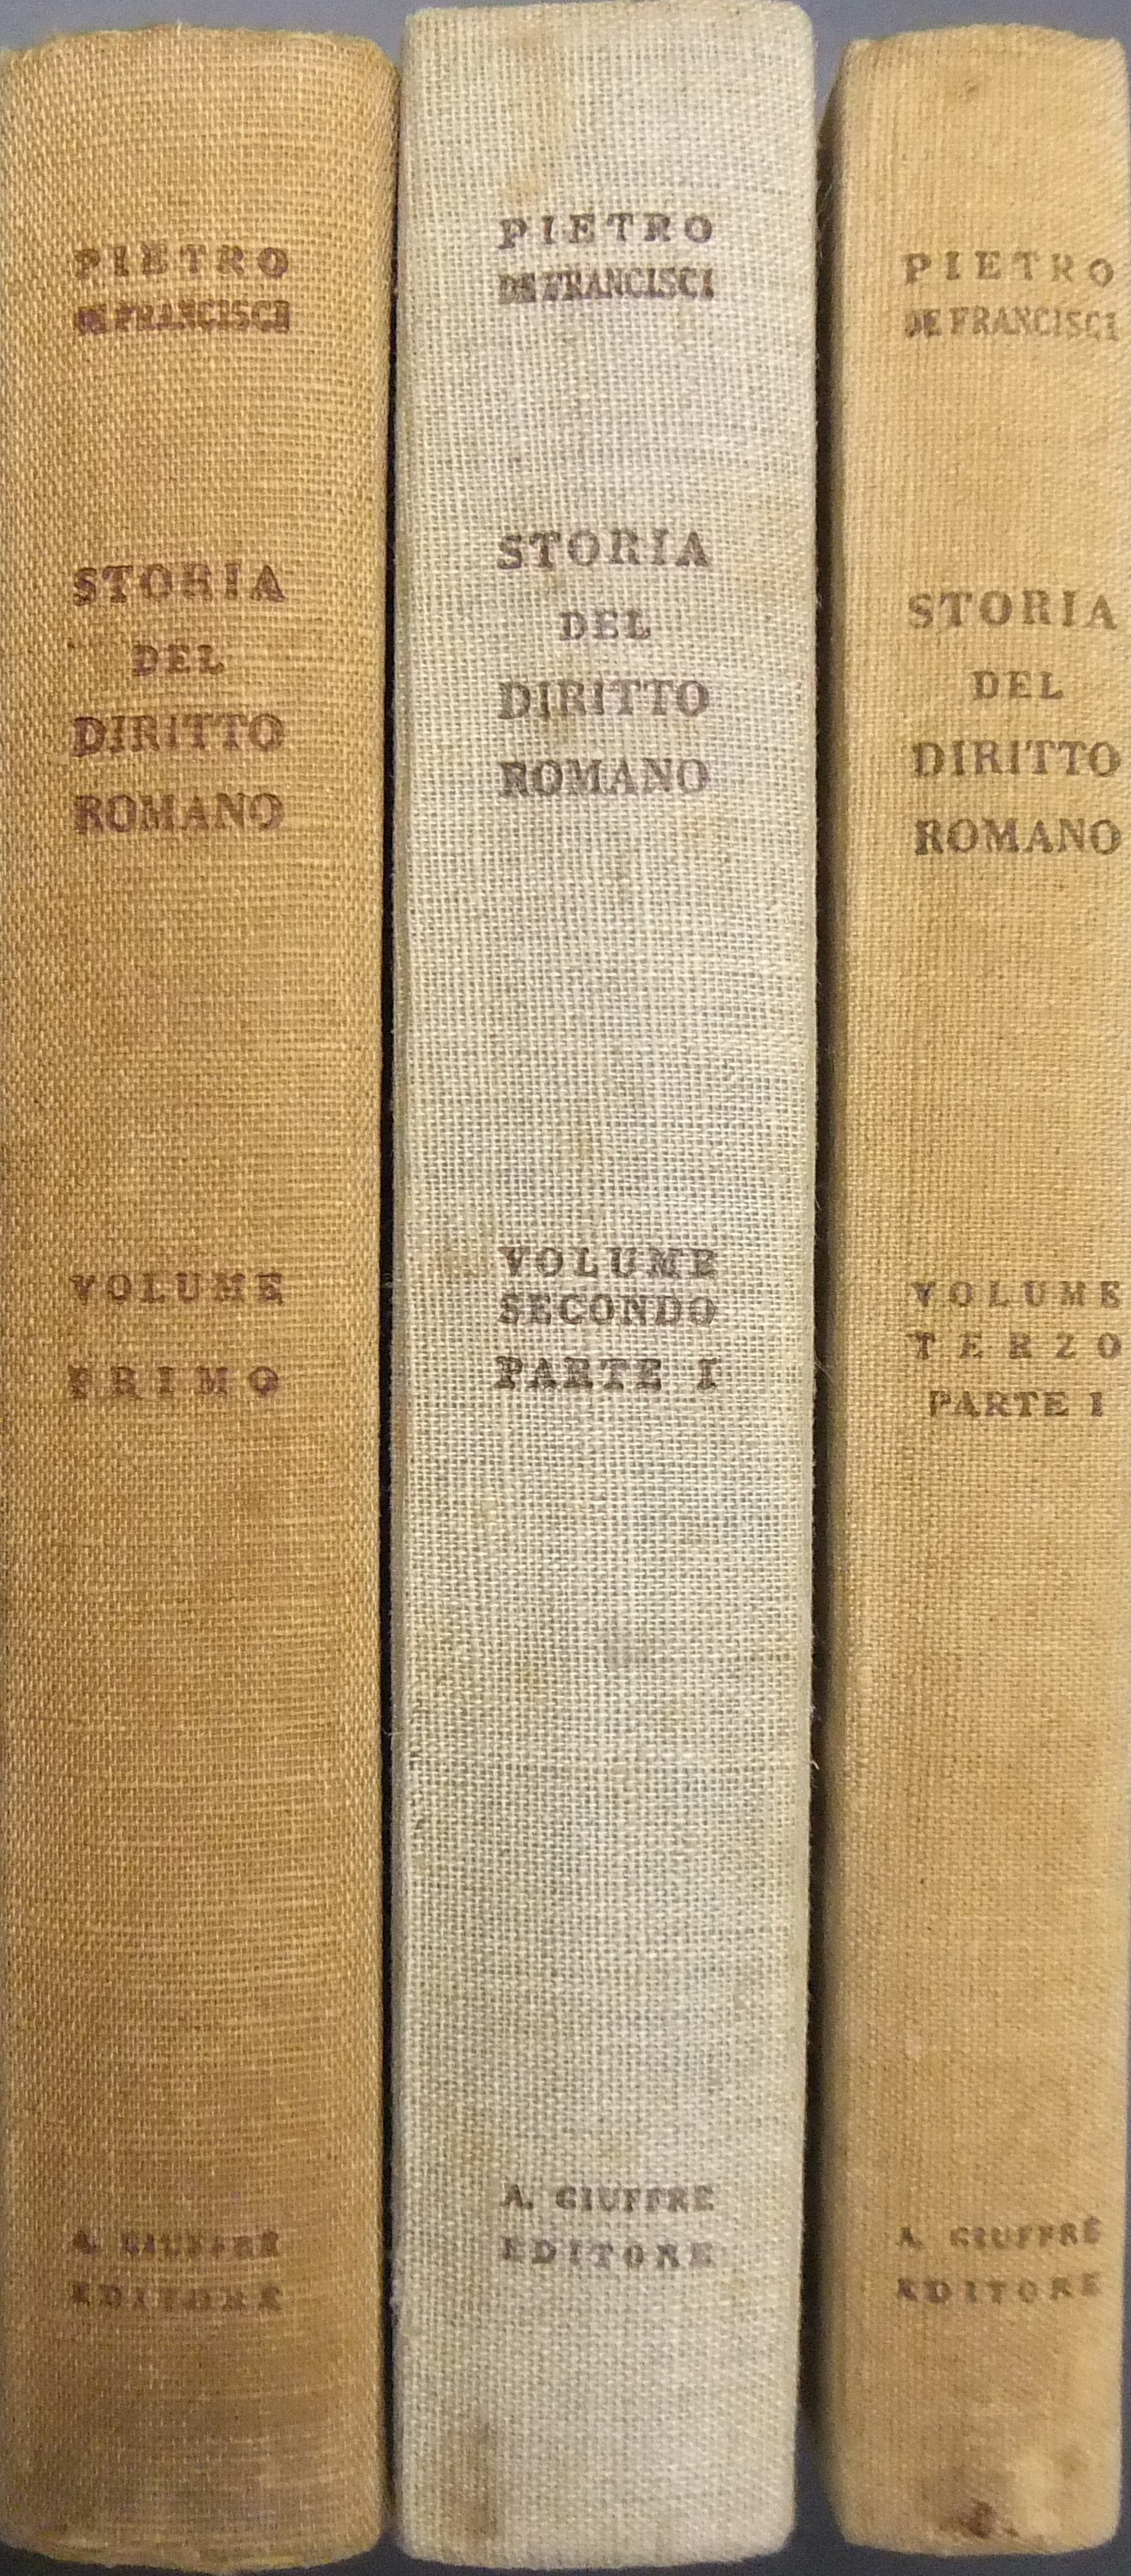 PIETRO
DE FRANCISCI
STORIA
DEL
DIRITTO
ROMANO
VOLUME
PRIMO
A. GIUFFRÈ
EDITORE
PIETRO
DE FRANCISCI
STORIA
DEL
DIRITTO
ROMANO
VOLUME
SECONDO
PARTE I
A. GIUFFRÈ
EDITORE
PIETRO
DE FRANCISCI
STORIA
DEL
DIRITTO
ROMANO
VOLUME
TERZO
PARTE I
A. GIUFFRÈ
EDITORE